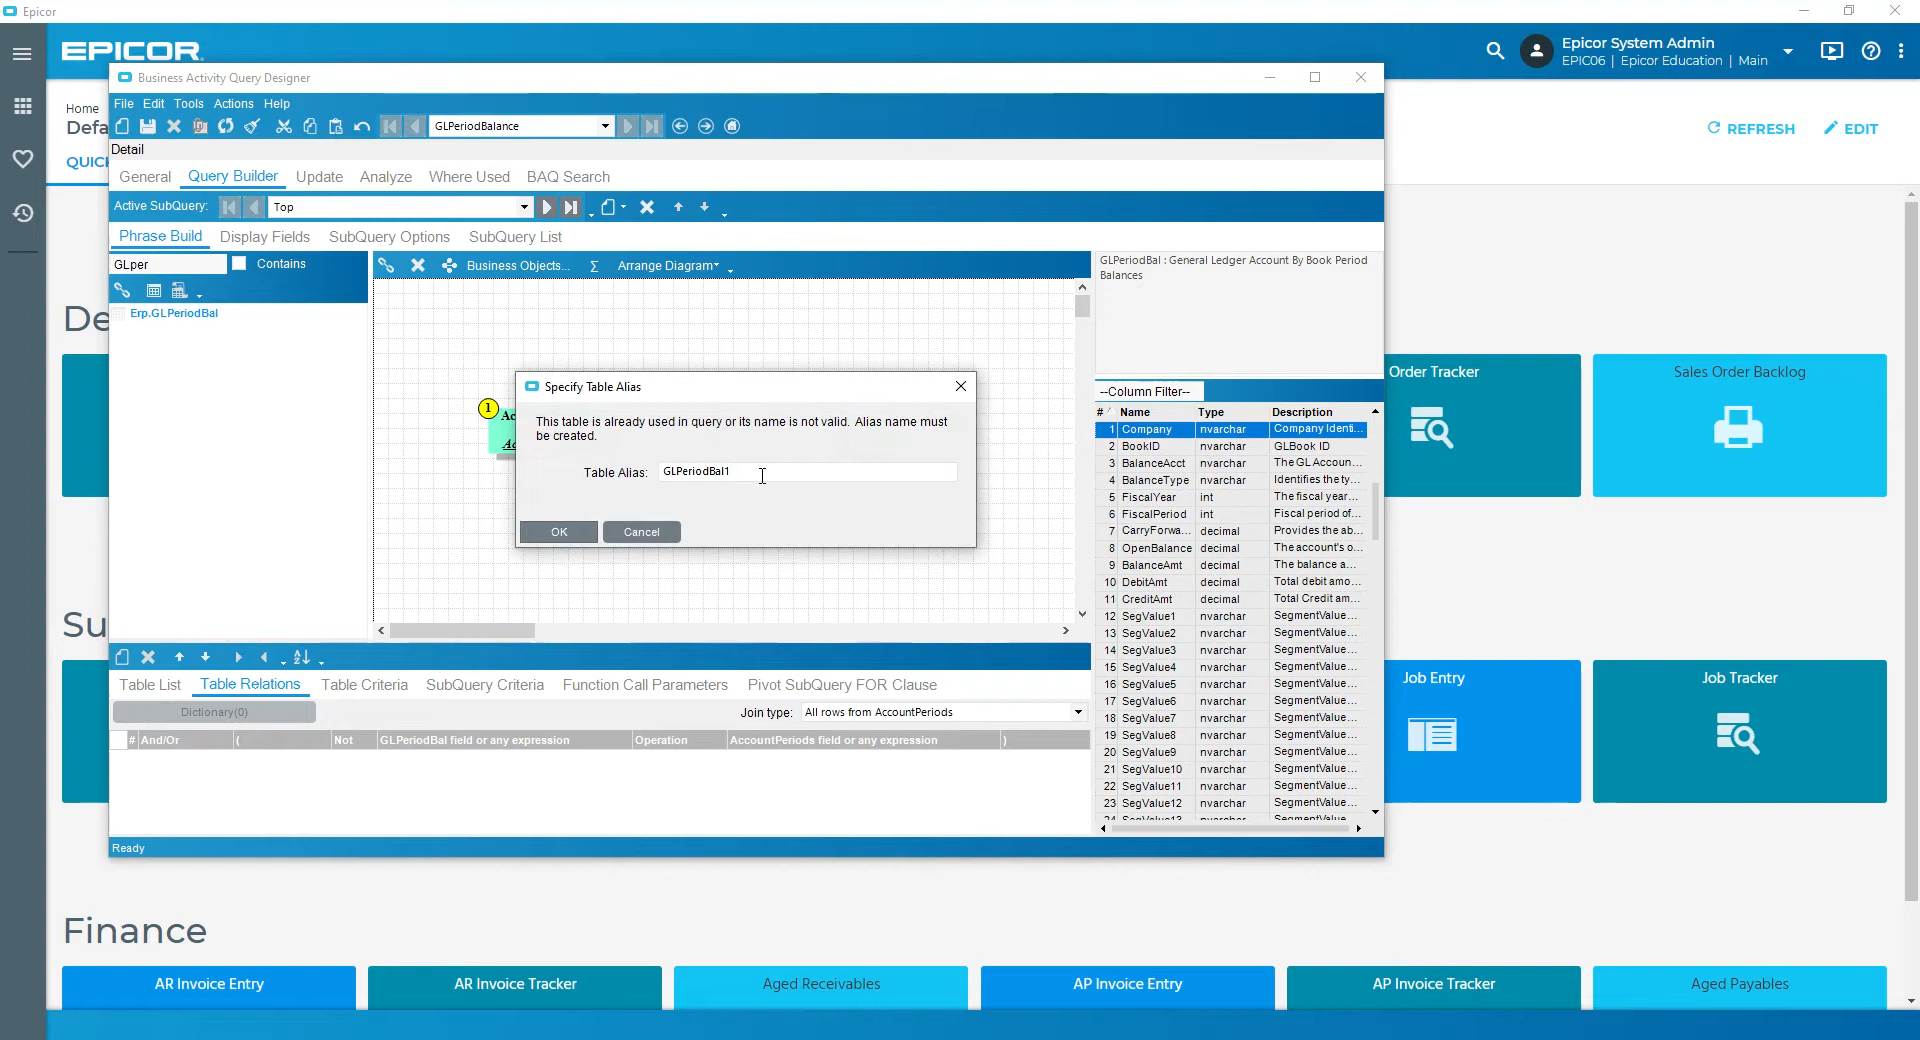 Epicor
EPICOR
Epicor System Admin
EPIC06 | Epicor Education | Main
Home
Defa
QUICK
REFRESH
EDIT
Business Activity Query Designer
File Edit Tools Actions Help
GLPeriodBalance
Detail
General Query Builder Update Analyze Where Used BAQ Search
Active SubQuery: Top
Phrase Build Display Fields SubQuery Options SubQuery List
GLper Contains
Business Objects... Σ Arrange Diagram
Erp.GLPeriodBal
GLPeriodBal : General Ledger Account By Book Period
Balances
1 Ac
Ac
Specify Table Alias
This table is already used in query or its name is not valid. Alias name must
be created.
Table Alias: GLPeriodBal1
OK Cancel
--Column Filter--
# Name Type Description
1 Company nvarchar Company Identi...
2 BookID nvarchar GLBook ID
3 BalanceAcct nvarchar The GL Accoun...
4 BalanceType nvarchar Identifies the ty...
5 FiscalYear int The fiscal year...
6 FiscalPeriod int Fiscal period of...
7 CarryForwa... decimal Provides the ab...
8 OpenBalance decimal The account's o...
9 BalanceAmt decimal The balance a...
10 DebitAmt decimal Total debit amo...
11 CreditAmt decimal Total Credit am...
12 SegValue1 nvarchar SegmentValue...
13 SegValue2 nvarchar SegmentValue...
14 SegValue3 nvarchar SegmentValue...
15 SegValue4 nvarchar SegmentValue...
16 SegValue5 nvarchar SegmentValue...
17 SegValue6 nvarchar SegmentValue...
18 SegValue7 nvarchar SegmentValue...
19 SegValue8 nvarchar SegmentValue...
20 SegValue9 nvarchar SegmentValue...
21 SegValue10 nvarchar SegmentValue...
22 SegValue11 nvarchar SegmentValue...
23 SegValue12 nvarchar SegmentValue...
24 SegValue13 nvarchar SegmentValue...
Table List Table Relations Table Criteria SubQuery Criteria Function Call Parameters Pivot SubQuery FOR Clause
Dictionary(0) Join type: All rows from AccountPeriods
# And/Or ( Not GLPeriodBal field or any expression Operation AccountPeriods field or any expression )
Ready
De
Order Tracker
Sales Order Backlog
Su
Job Entry
Job Tracker
Finance
AR Invoice Entry
AR Invoice Tracker
Aged Receivables
AP Invoice Entry
AP Invoice Tracker
Aged Payables